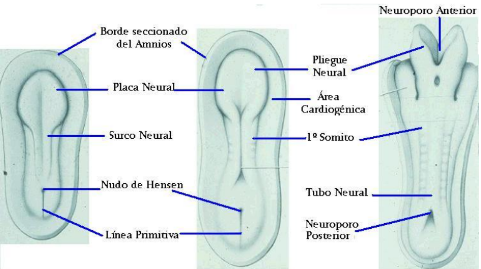 Neuroporo Anterior
Borde seccionado
del Amnios
Pliegue
Neural
Placa Neural
Área
Cardiogénica
Surco Neural
1º Somito
Nudo de Hensen
Tubo Neural
Línea Primitiva
Neuroporo
Posterior